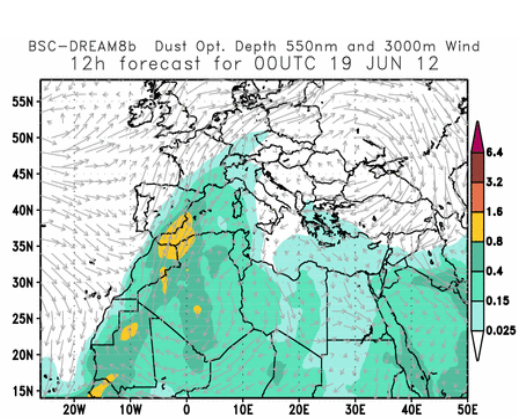 BSC-DREAM8b Dust Opt. Depth 550nm and 3000m Wind
12h forecast for 00UTC 19 JUN 12
55N
50N
45N
40N
35N
30N
25N
20N
15N
20W 10W 0 10E 20E 30E 40E 50E
6.4
3.2
1.6
0.8
0.4
0.15
0.025